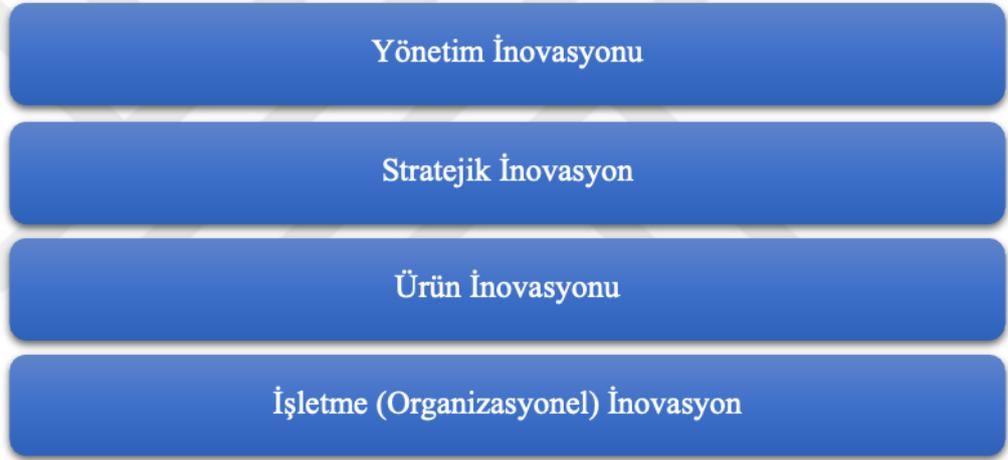 Yönetim İnovasyonu
Stratejik İnovasyon
Ürün İnovasyonu
İşletme (Organizasyonel) İnovasyon